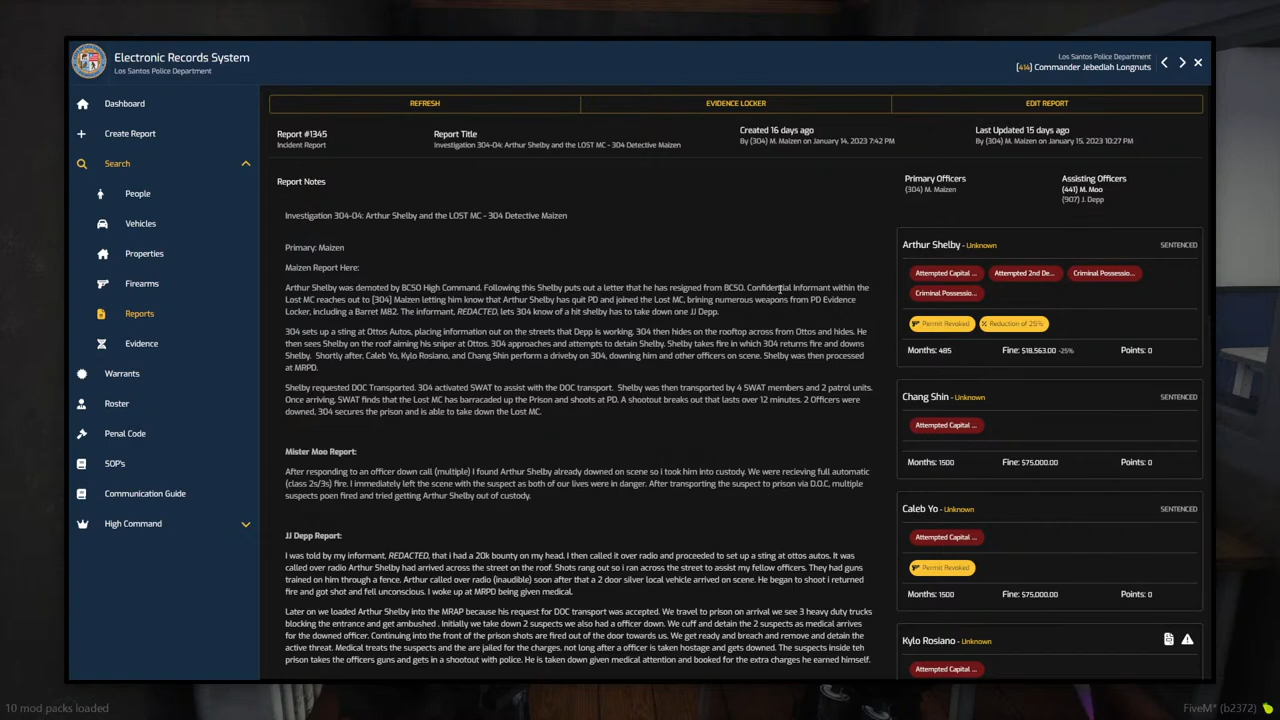 Electronic Records System
Los Santos Police Department
Los Santos Police Department
[414] Commander Jebediah Longnuts
Dashboard
Create Report
Search
People
Vehicles
Properties
Firearms
Reports
Evidence
Warrants
Roster
Penal Code
SOP's
Communication Guide
High Command
REFRESH
EVIDENCE LOCKER
EDIT REPORT
Report #1345
Incident Report
Report Title
Investigation 304-04: Arthur Shelby and the LOST MC - 304 Detective Maizen
Created 16 days ago
By (304) M. Maizen on January 14, 2023 7:42 PM
Last Updated 15 days ago
By (304) M. Maizen on January 15, 2023 10:27 PM
Report Notes
Investigation 304-04: Arthur Shelby and the LOST MC - 304 Detective Maizen
Primary: Maizen
Maizen Report Here:
Arthur Shelby was demoted by BCSO High Command. Following this Shelby puts out a letter that he has resigned from BCSO. Confidential Informant within the
Lost MC reaches out to [304] Maizen letting him know that Arthur Shelby has quit PD and joined the Lost MC, brining numerous weapons from PD Evidence
Locker, including a Barret M82. The informant, REDACTED, lets 304 know of a hit shelby has to take down one JJ Depp.
304 sets up a sting at Ottos Autos, placing information out on the streets that Depp is working. 304 then hides on the rooftop across from Ottos and hides. He
then sees Shelby on the roof aiming his sniper at Ottos. 304 approaches and attempts to detain Shelby. Shelby takes fire in which 304 returns fire and downs
Shelby. Shortly after, Caleb Yo, Kylo Rosiano, and Chang Shin perform a driveby on 304, downing him and other officers on scene. Shelby was then processed
at MRPD.
Shelby requested DOC Transported. 304 activated SWAT to assist with the DOC transport. Shelby was then transported by 4 SWAT members and 2 patrol units.
Once arriving, SWAT finds that the Lost MC has barracaded up the Prison and shoots at PD. A shootout breaks out that lasts over 12 minutes. 2 Officers were
downed, 304 secures the prison and is able to take down the Lost MC.
Mister Moo Report:
After responding to an officer down call (multiple) I found Arthur Shelby already downed on scene so i took him into custody. We were recieving full automatic
(class 2s/3s) fire. I immediately left the scene with the suspect as both of our lives were in danger. After transporting the suspect to prison via D.O.C, multiple
suspects poen fired and tried getting Arthur Shelby out of custody.
JJ Depp Report:
I was told by my informant, REDACTED, that i had a 20k bounty on my head. I then called it over radio and proceeded to set up a sting at ottos autos. It was
called over radio Arthur Shelby had arrived across the street on the roof. Shots rang out so i ran across the street to assist my fellow officers. They had guns
trained on him through a fence. Arthur called over radio (inaudible) soon after that a 2 door silver local vehicle arrived on scene. He began to shoot i returned
fire and got shot and fell unconscious. I woke up at MRPD being given medical.
Later on we loaded Arthur Shelby into the MRAP because his request for DOC transport was accepted. We travel to prison on arrival we see 3 heavy duty trucks
blocking the entrance and get ambushed . Initially we take down 2 suspects we also had a officer down. We cuff and detain the 2 suspects as medical arrives
for the downed officer. Continuing into the front of the prison shots are fired out of the door towards us. We get ready and breach and remove and detain the
active threat. Medical treats the suspects and the are jailed for the charges. not long after a officer is taken hostage and gets downed. The suspects inside teh
prison takes the officers guns and gets in a shootout with police. He is taken down given medical attention and booked for the extra charges he earned himself.
Primary Officers
(304) M. Maizen
Assisting Officers
(441) M. Moo
(907) J. Depp
Arthur Shelby - Unknown
SENTENCED
Attempted Capital ...
Attempted 2nd De...
Criminal Possessio...
Criminal Possessio...
Permit Revoked
Reduction of 25%
Months: 485
Fine: $18,563.00 -25%
Points: 0
Chang Shin - Unknown
SENTENCED
Attempted Capital ...
Months: 1500
Fine: $75,000.00
Points: 0
Caleb Yo - Unknown
SENTENCED
Attempted Capital ...
Permit Revoked
Months: 1500
Fine: $75,000.00
Points: 0
Kylo Rosiano - Unknown
Attempted Capital ...
10 mod packs loaded
FiveM* (b2372)